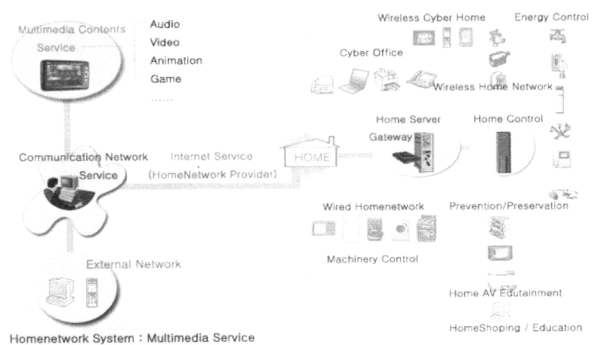 Multimedia Contents
Service
Audio
Video
Animation
Game
......
Wireless Cyber Home
Energy Control
Cyber Office
Wireless Home Network
Home Server
Gateway
Home Control
Communication Network
Service
Internet Service
(HomeNetwork Provider)
HOME
Wired Homenetwork
Prevention/Preservation
Machinery Control
External Network
Home AV Edutainment
HomeShoping / Education
Homenetwork System : Multimedia Service